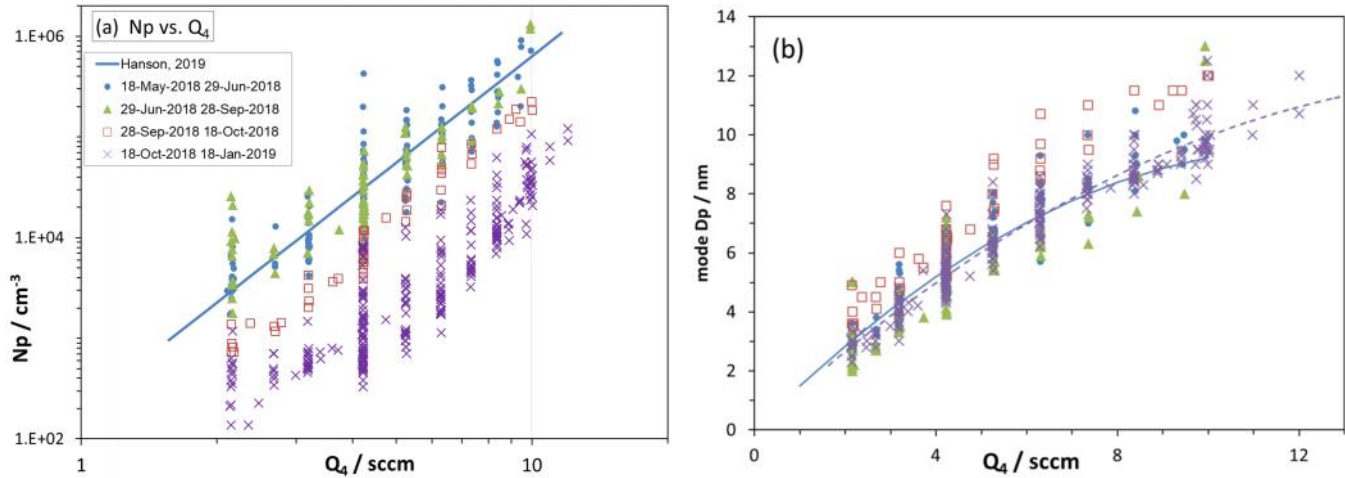 (a) Np vs. Q4
1.E+06
Hanson, 2019
18-May-2018 29-Jun-2018
29-Jun-2018 28-Sep-2018
28-Sep-2018 18-Oct-2018
18-Oct-2018 18-Jan-2019
Np / cm-3
1.E+04
1.E+02
1
10
Q4 / sccm
(b)
mode Dp / nm
14
12
10
8
6
4
2
0
0
4
8
12
Q4 / sccm